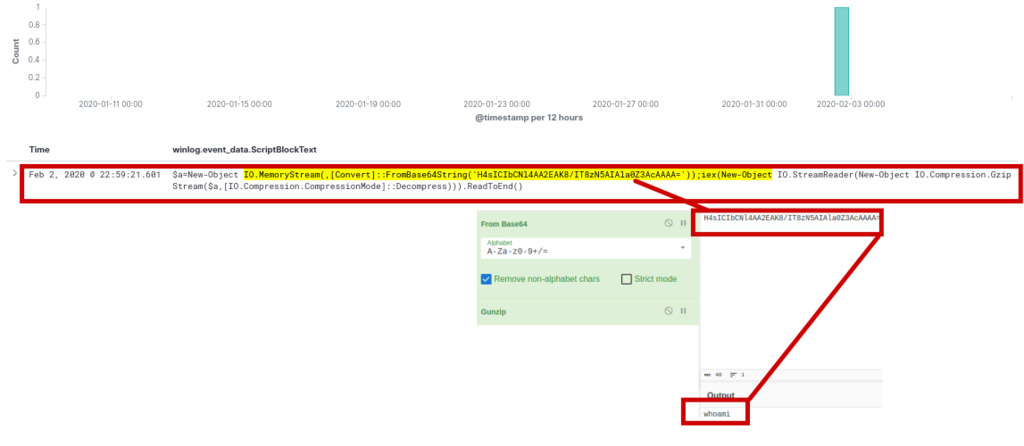 1
0.8
0.6
0.4
0.2
0
Count
2020-01-11 00:00 2020-01-15 00:00 2020-01-19 00:00 2020-01-23 00:00 2020-01-27 00:00 2020-01-31 00:00 2020-02-03 00:00
@timestamp per 12 hours
Time winlog.event_data.ScriptBlockText
Feb 2, 2020 @ 22:59:21.601 $a=New-Object IO.MemoryStream(,[Convert]::FromBase64String('H4sICIbCNl4AA2EAK8/IT8zN5AIAla0Z3AcAAAA='));iex(New-Object IO.StreamReader(New-Object IO.Compression.Gzip
Stream($a,[IO.Compression.CompressionMode]::Decompress))).ReadToEnd()
From Base64
Alphabet
A-Za-z0-9+/=
Remove non-alphabet chars Strict mode
Gunzip
H4sICIbCNl4AA2EAK8/IT8zN5AIAla0Z3AcAAAA=
40 1
Output
whoami